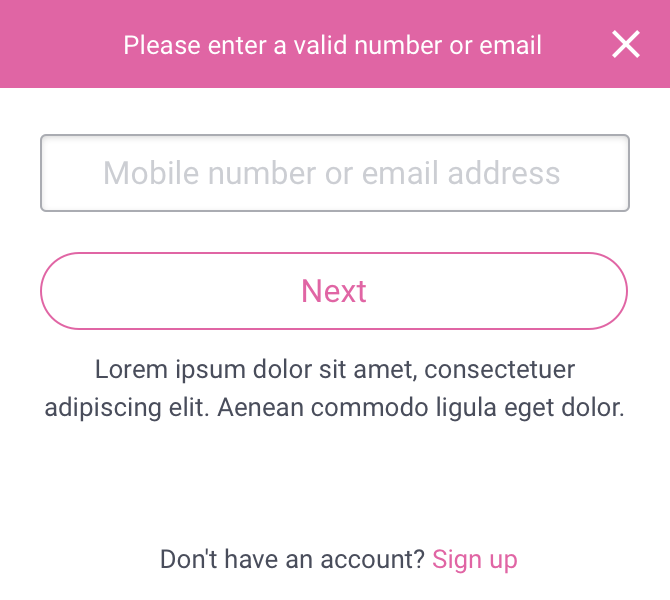 Please enter a valid number or email
Mobile number or email address
Next
Lorem ipsum dolor sit amet, consectetuer
adipiscing elit. Aenean commodo ligula eget dolor.
Don't have an account? Sign up